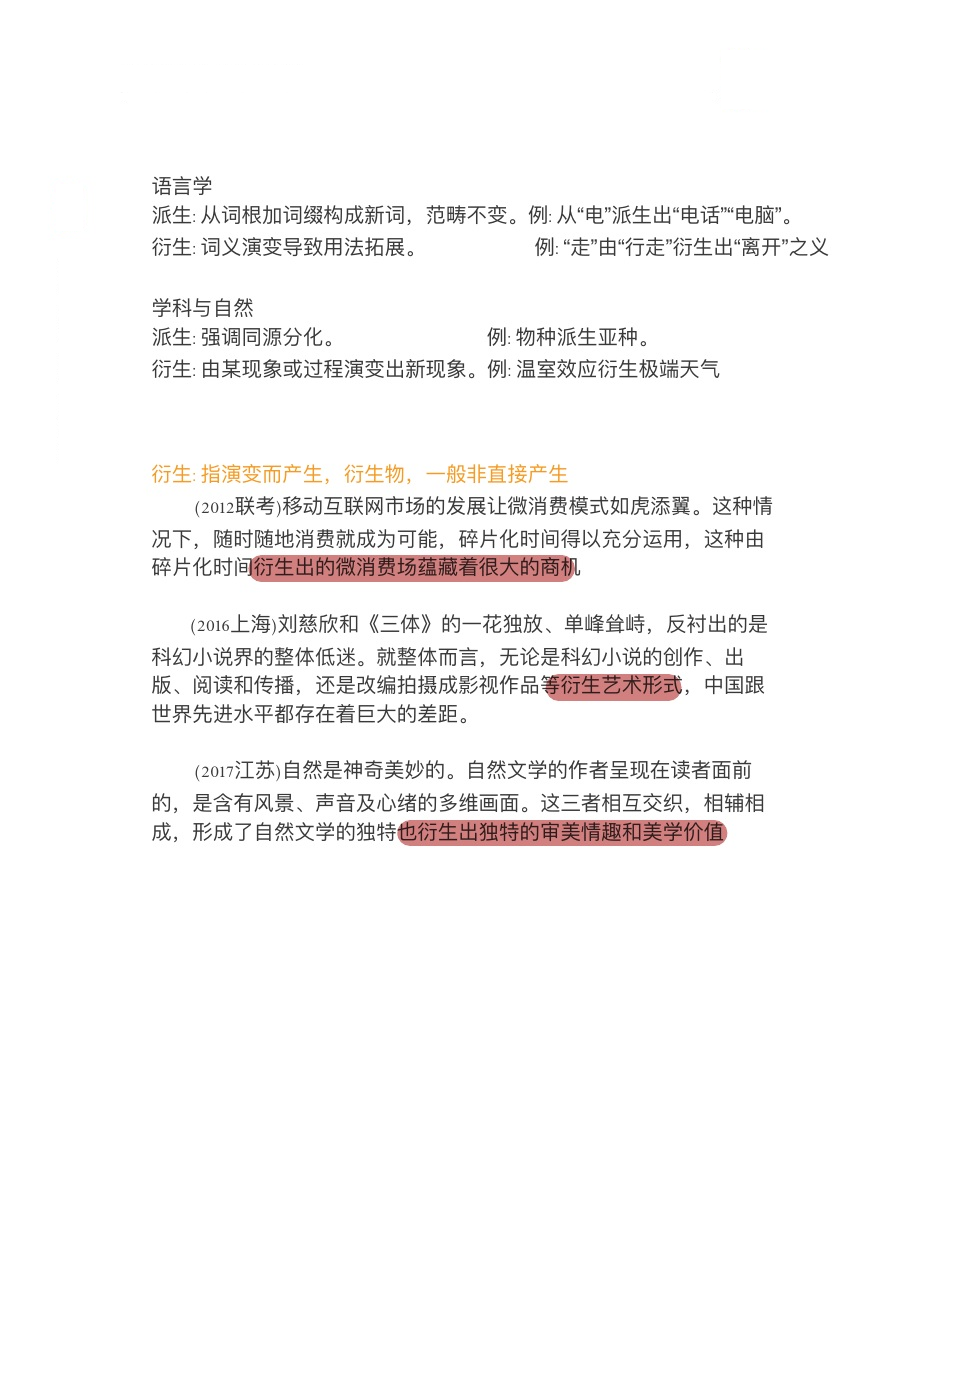 语言学
派生: 从词根加词缀构成新词，范畴不变。例: 从“电”派生出“电话”“电脑”。
衍生: 词义演变导致用法拓展。 例: “走”由“行走”衍生出“离开”之义
学科与自然
派生: 强调同源分化。 例: 物种派生亚种。
衍生: 由某现象或过程演变出新现象。例: 温室效应衍生极端天气
衍生: 指演变而产生，衍生物，一般非直接产生
(2012联考)移动互联网市场的发展让微消费模式如虎添翼。这种情
况下，随时随地消费就成为可能，碎片化时间得以充分运用，这种由
碎片化时间衍生出的微消费场蕴藏着很大的商机
(2016上海)刘慈欣和《三体》的一花独放、单峰耸峙，反衬出的是
科幻小说界的整体低迷。就整体而言，无论是科幻小说的创作、出
版、阅读和传播，还是改编拍摄成影视作品等衍生艺术形式，中国跟
世界先进水平都存在着巨大的差距。
(2017江苏)自然是神奇美妙的。自然文学的作者呈现在读者面前
的，是含有风景、声音及心绪的多维画面。这三者相互交织，相辅相
成，形成了自然文学的独特也衍生出独特的审美情趣和美学价值